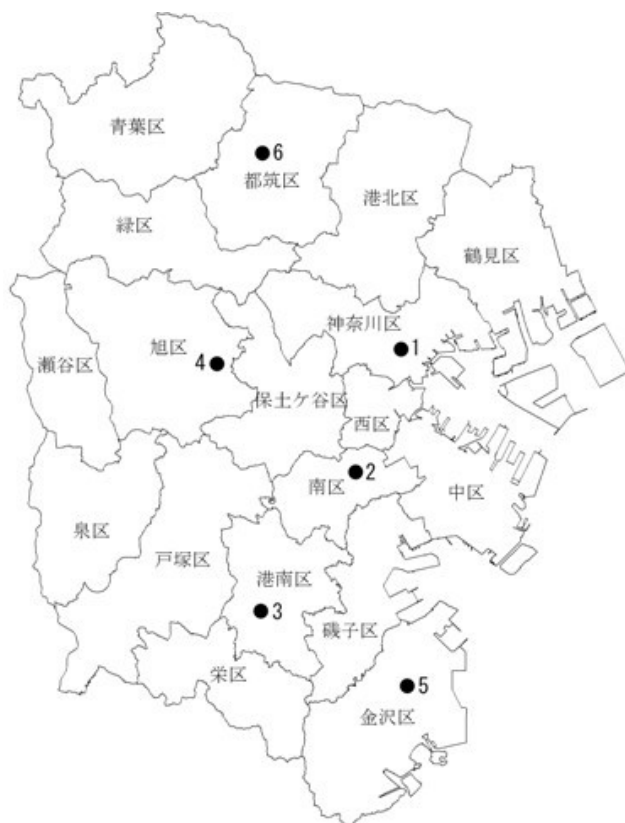 青葉区
6
都筑区
港北区
緑区
鶴見区
神奈川区
1
旭区
4
瀬谷区
保土ケ谷区
西区
2
南区
中区
泉区
戸塚区
港南区
3
磯子区
栄区
5
金沢区